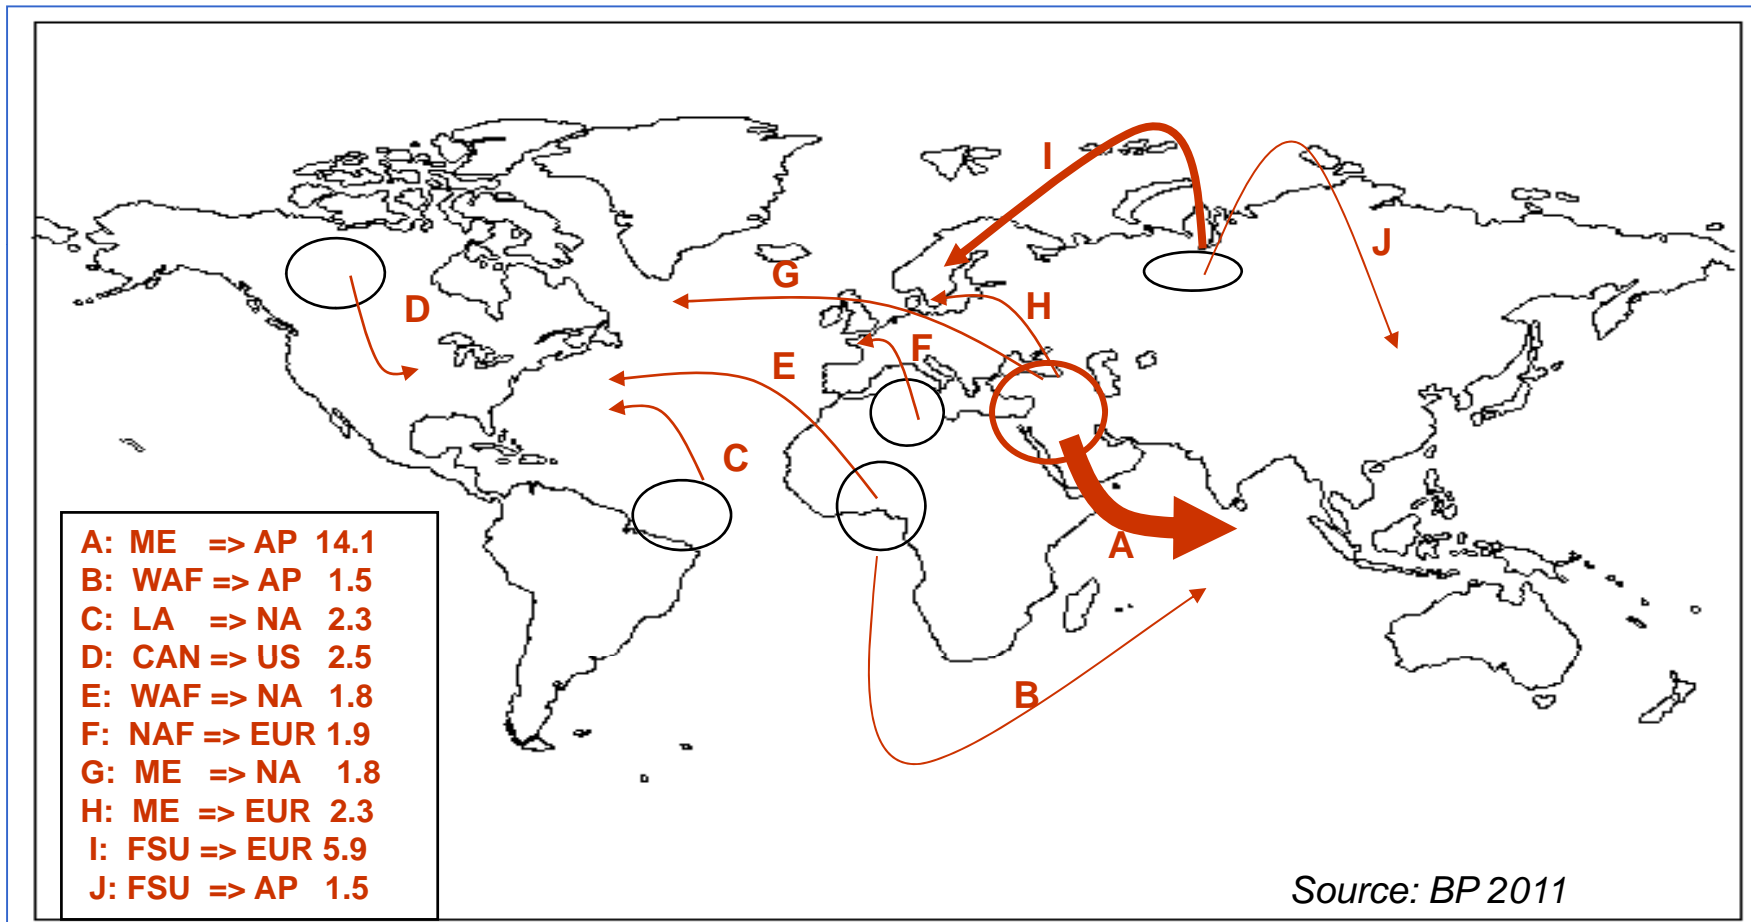 I
J
G
D
H
F
E
C
A
B
A: ME => AP 14.1
B: WAF => AP 1.5
C: LA => NA 2.3
D: CAN => US 2.5
E: WAF => NA 1.8
F: NAF => EUR 1.9
G: ME => NA 1.8
H: ME => EUR 2.3
I: FSU => EUR 5.9
J: FSU => AP 1.5
Source: BP 2011